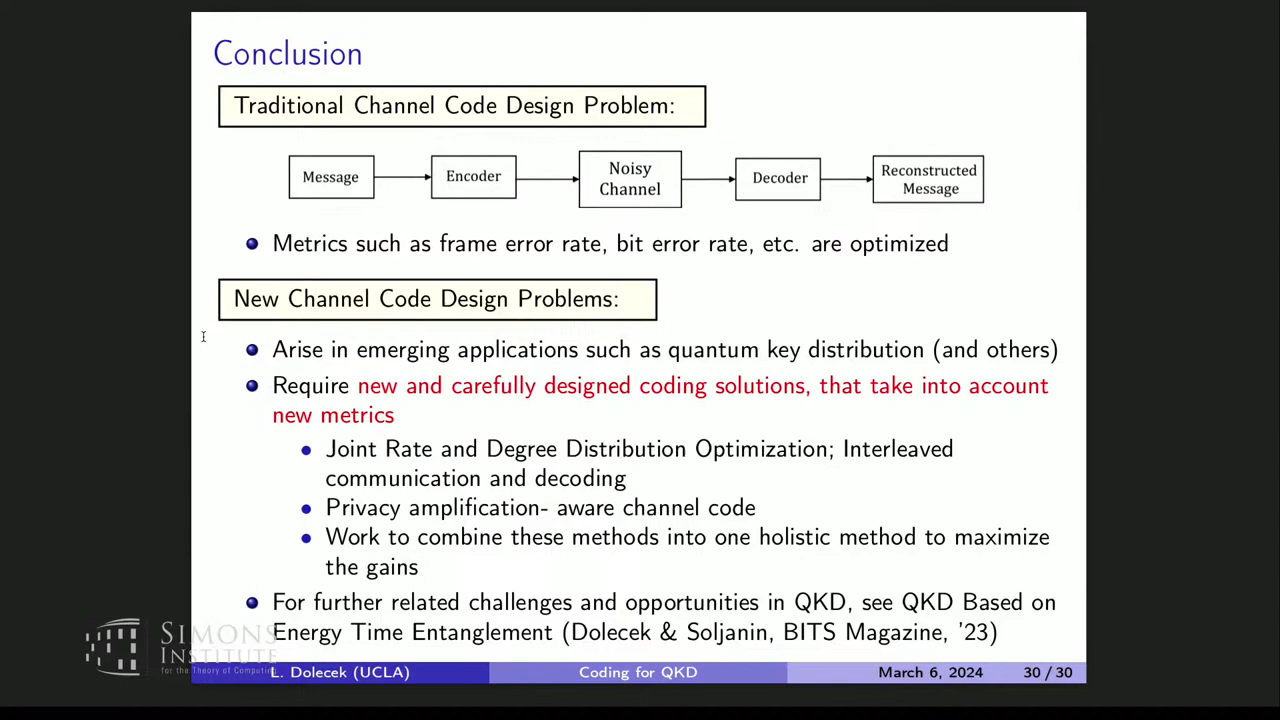 Conclusion
Traditional Channel Code Design Problem:
Message
Encoder
Noisy
Channel
Decoder
Reconstructed
Message
Metrics such as frame error rate, bit error rate, etc. are optimized
New Channel Code Design Problems:
Arise in emerging applications such as quantum key distribution (and others)
Require new and carefully designed coding solutions, that take into account
new metrics
Joint Rate and Degree Distribution Optimization; Interleaved
communication and decoding
Privacy amplification- aware channel code
Work to combine these methods into one holistic method to maximize
the gains
For further related challenges and opportunities in QKD, see QKD Based on
Energy Time Entanglement (Dolecek & Soljanin, BITS Magazine, '23)
SIMONS
INSTITUTE
for the Theory of Computing
L. Dolecek (UCLA)
Coding for QKD
March 6, 2024
30 / 30